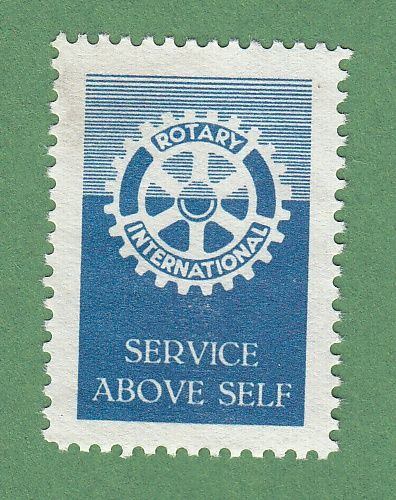 ROTARY
INTERNATIONAL
SERVICE
ABOVE SELF